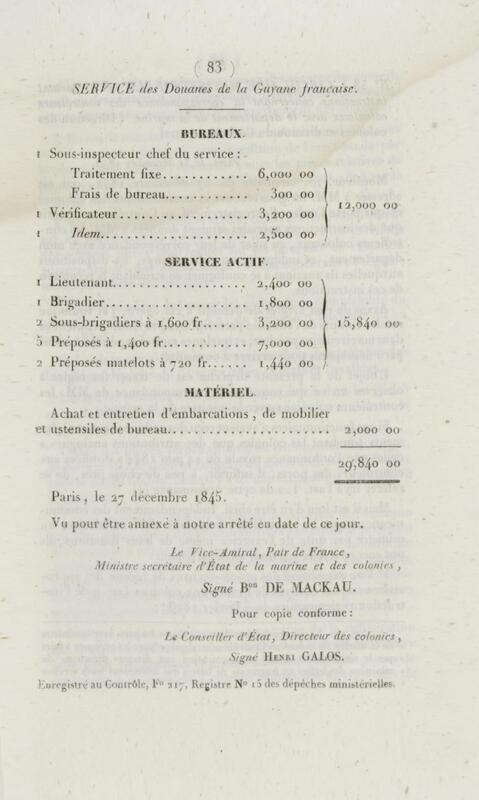 ( 83 )
SERVICE des Douanes de la Guyane française.
BUREAUX.
1 Sous-inspecteur chef du service :
Traitement fixe............ 6,000 00
Frais de bureau............ 300 00
12,000 00
1 Vérificateur.................. 3,200 00
1 Idem..................... 2,500 00
SERVICE ACTIF.
1 Lieutenant................... 2,400 00
1 Brigadier.................... 1,800 00
2 Sous-brigadiers à 1,600 fr....... 3,200 00 15,840 00
5 Préposés à 1,400 fr............. 7,000 00
2 Préposés matelots à 720 fr...... 1,440 00
MATÉRIEL.
Achat et entretien d'embarcations, de mobilier
et ustensiles de bureau........................ 2,000 00
29,840 00
Paris, le 27 décembre 1845.
Vu pour être annexé à notre arrêté en date de ce jour.
Le Vice-Amiral, Pair de France,
Ministre secrétaire d'État de la marine et des colonies,
Signé Bon DE MACKAU.
Pour copie conforme :
Le Conseiller d'État, Directeur des colonies,
Signé HENRI GALOS.
Enregistré au Contrôle, Fo 217, Registre No 15 des dépêches ministérielles.